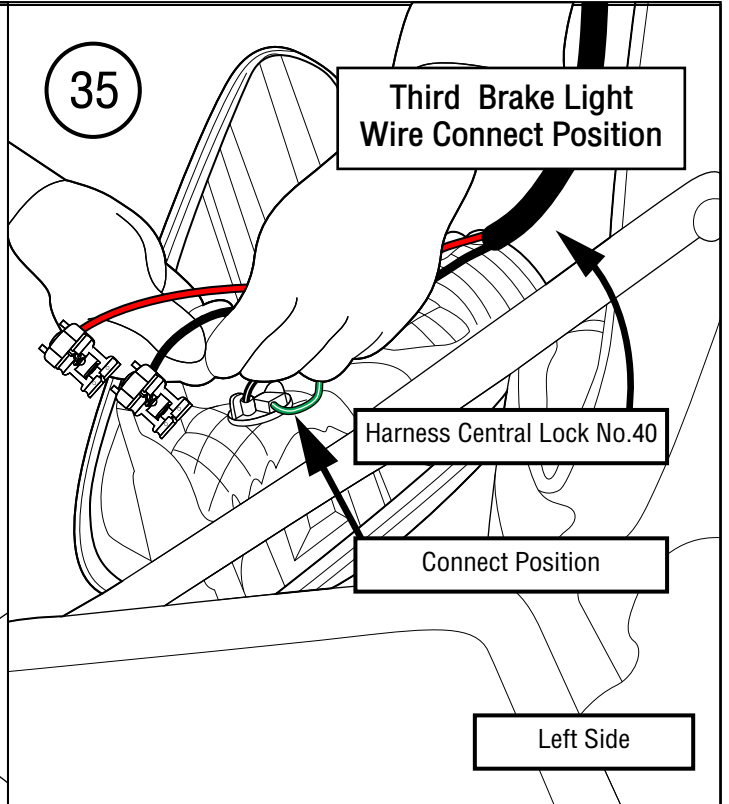 35
Third Brake Light
Wire Connect Position
Harness Central Lock No.40
Connect Position
Left Side